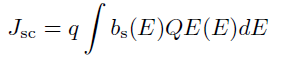 J_sc = q ∫ b_s(E)QE(E)dE